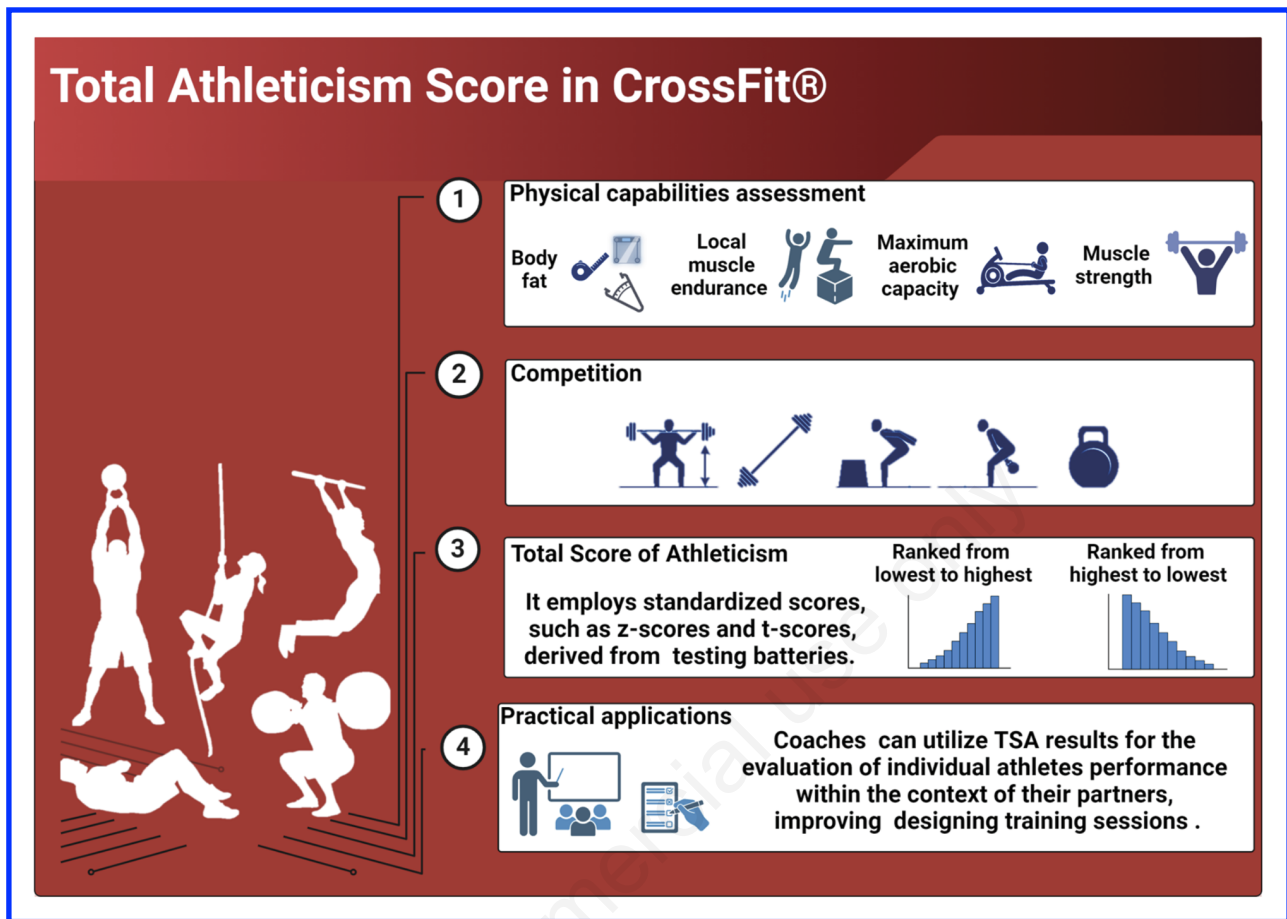 Total Athleticism Score in CrossFit®
1
Physical capabilities assessment
Body
fat
Local
muscle
endurance
Maximum
aerobic
capacity
Muscle
strength
2
Competition
3
Total Score of Athleticism
It employs standardized scores,
such as z-scores and t-scores,
derived from testing batteries.
Ranked from
lowest to highest
Ranked from
highest to lowest
4
Practical applications
Coaches can utilize TSA results for the
evaluation of individual athletes performance
within the context of their partners,
improving designing training sessions .
mercial use only